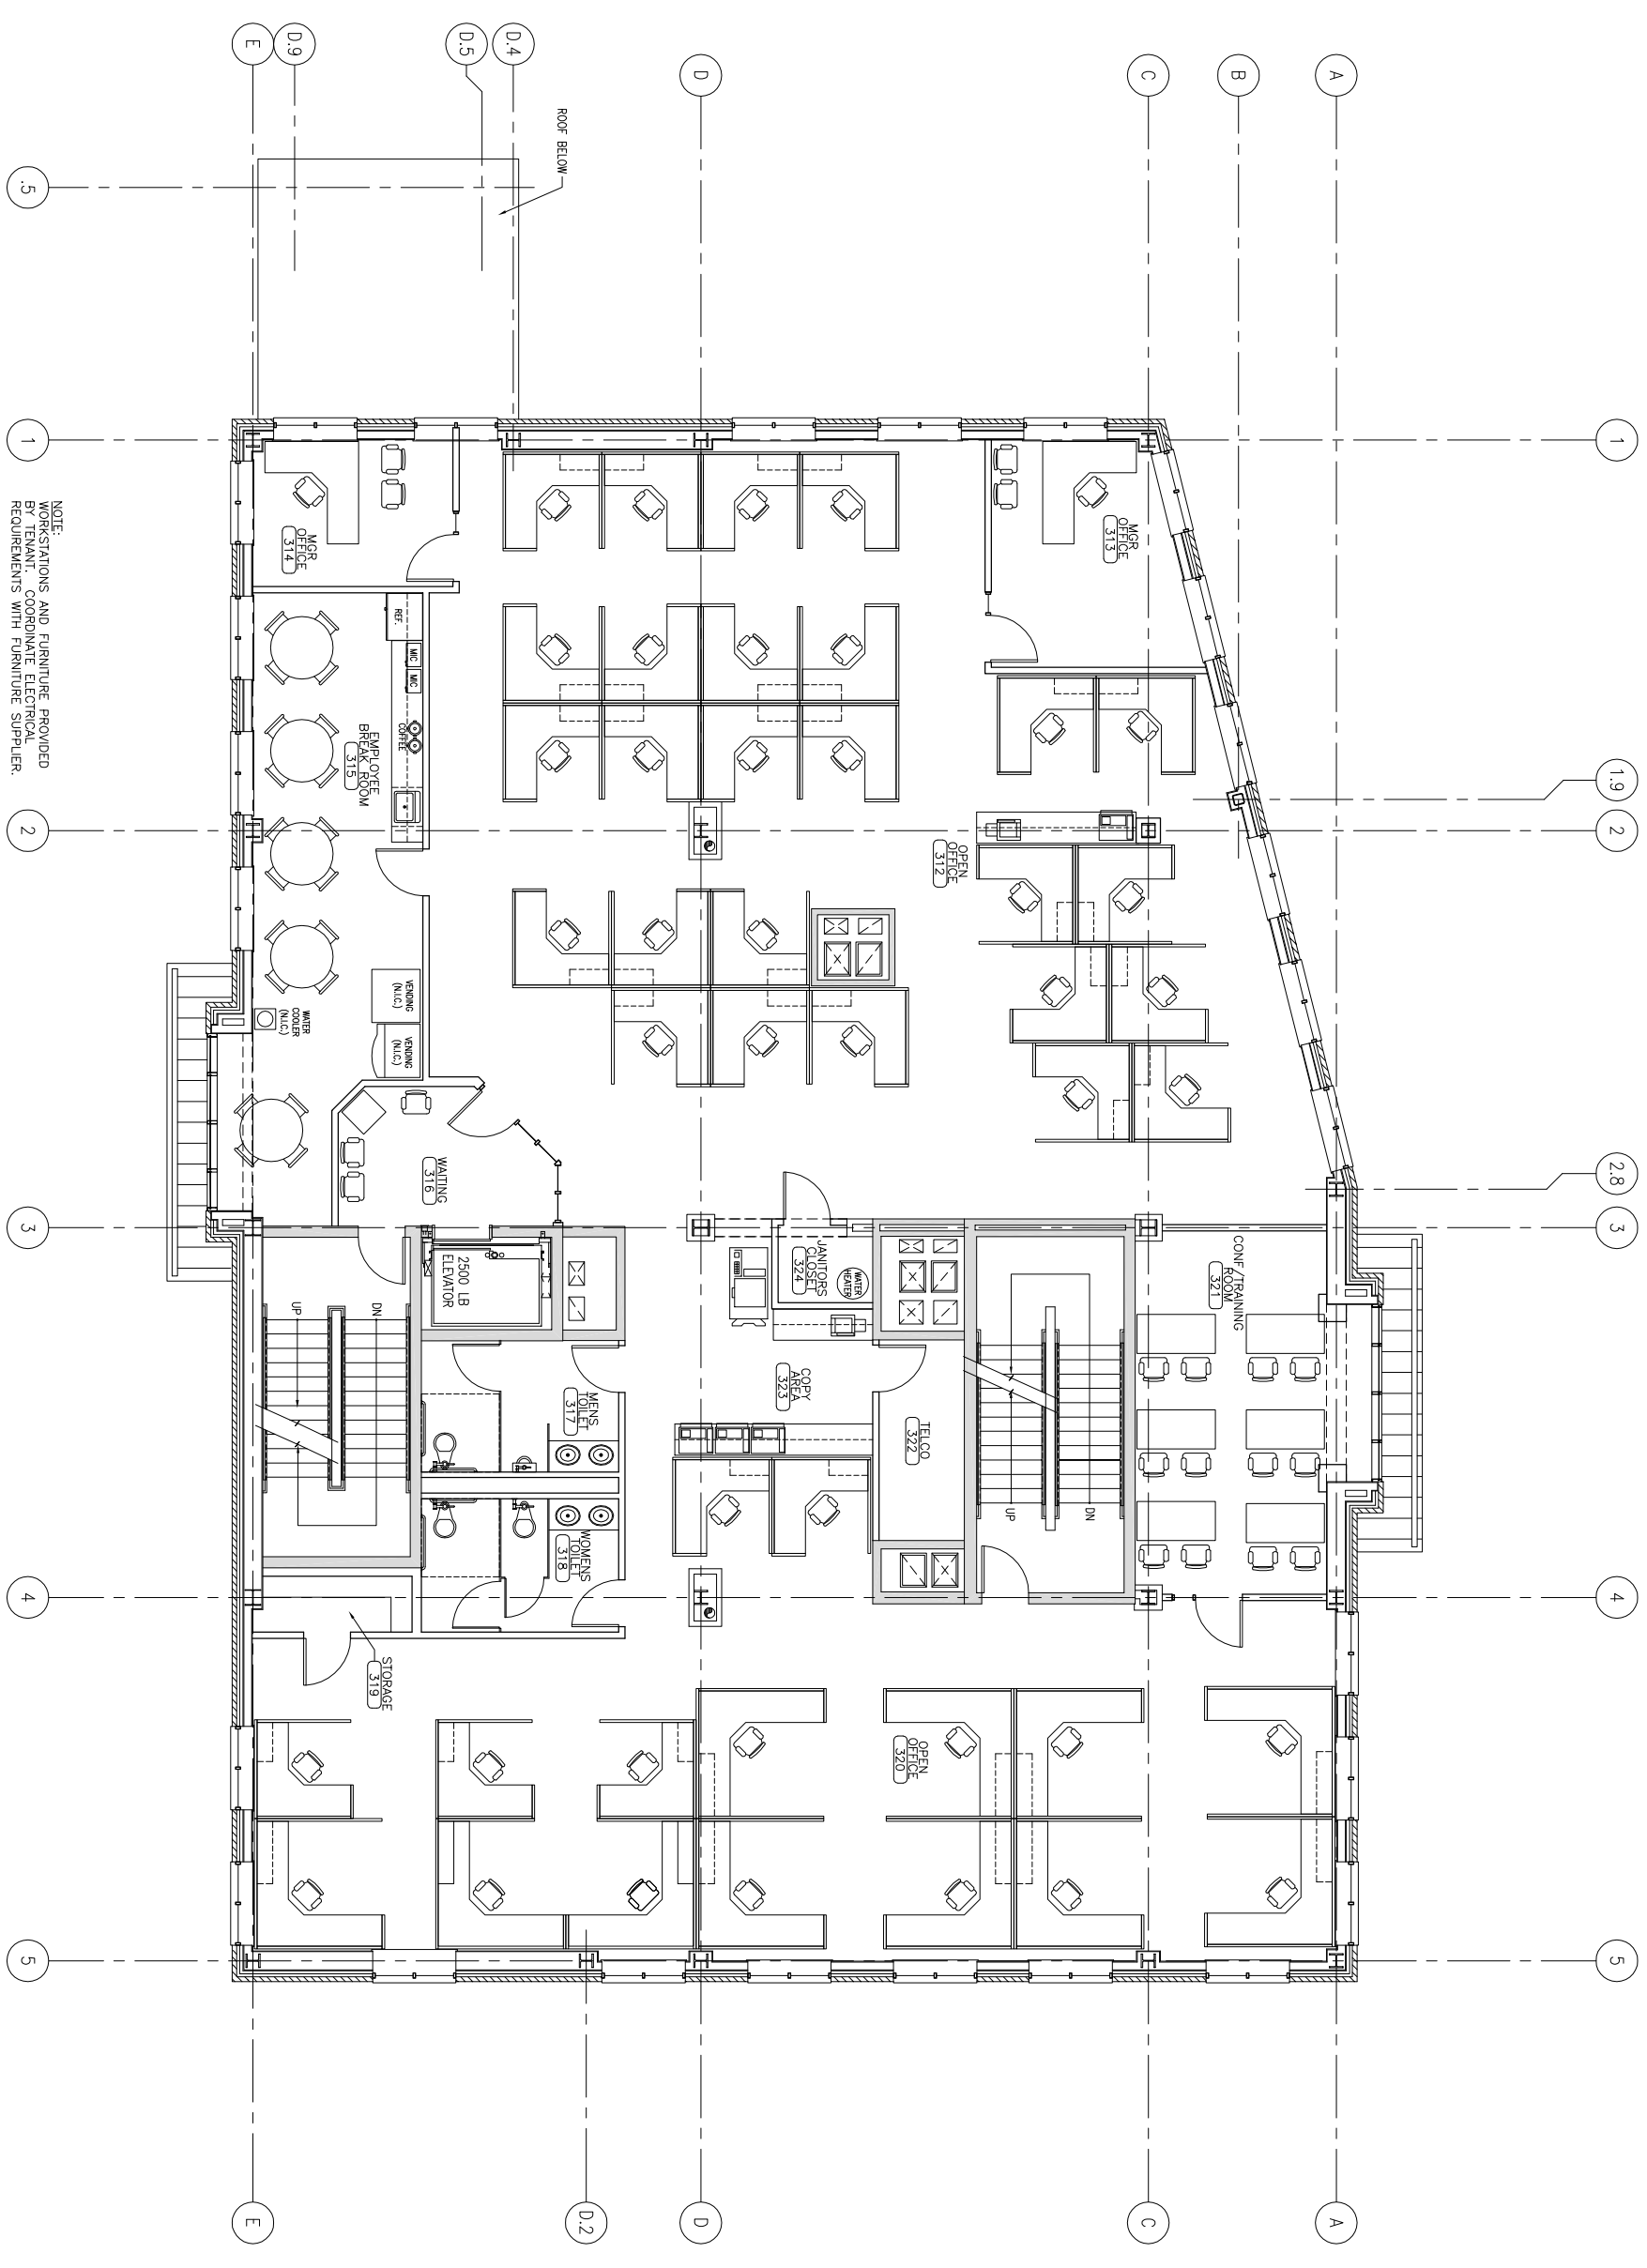 A
B
C
D
D.4
D.5
D.9
E
ROOF BELOW
.5
1
1
1.9
2
2
2.8
3
3
4
4
5
5
MGR
OFFICE
313
MGR
OFFICE
314
REF.
MIC
MIC
COFFEE
EMPLOYEE
BREAK ROOM
315
OPEN
OFFICE
312
VENDING
(N.I.C.)
VENDING
(N.I.C.)
WATER
COOLER
(N.I.C.)
WAITING
316
CONF/TRAINING
ROOM
321
JANITORS
CLOSET
324
WATER
HEATER
2500 LB
ELEVATOR
DN
UP
COPY
AREA
323
TELCO
322
MENS
TOILET
317
WOMENS
TOILET
318
DN
UP
STORAGE
319
OPEN
OFFICE
320
NOTE:
WORKSTATIONS AND FURNITURE PROVIDED
BY TENANT. COORDINATE ELECTRICAL
REQUIREMENTS WITH FURNITURE SUPPLIER.
A
C
D
D.2
E